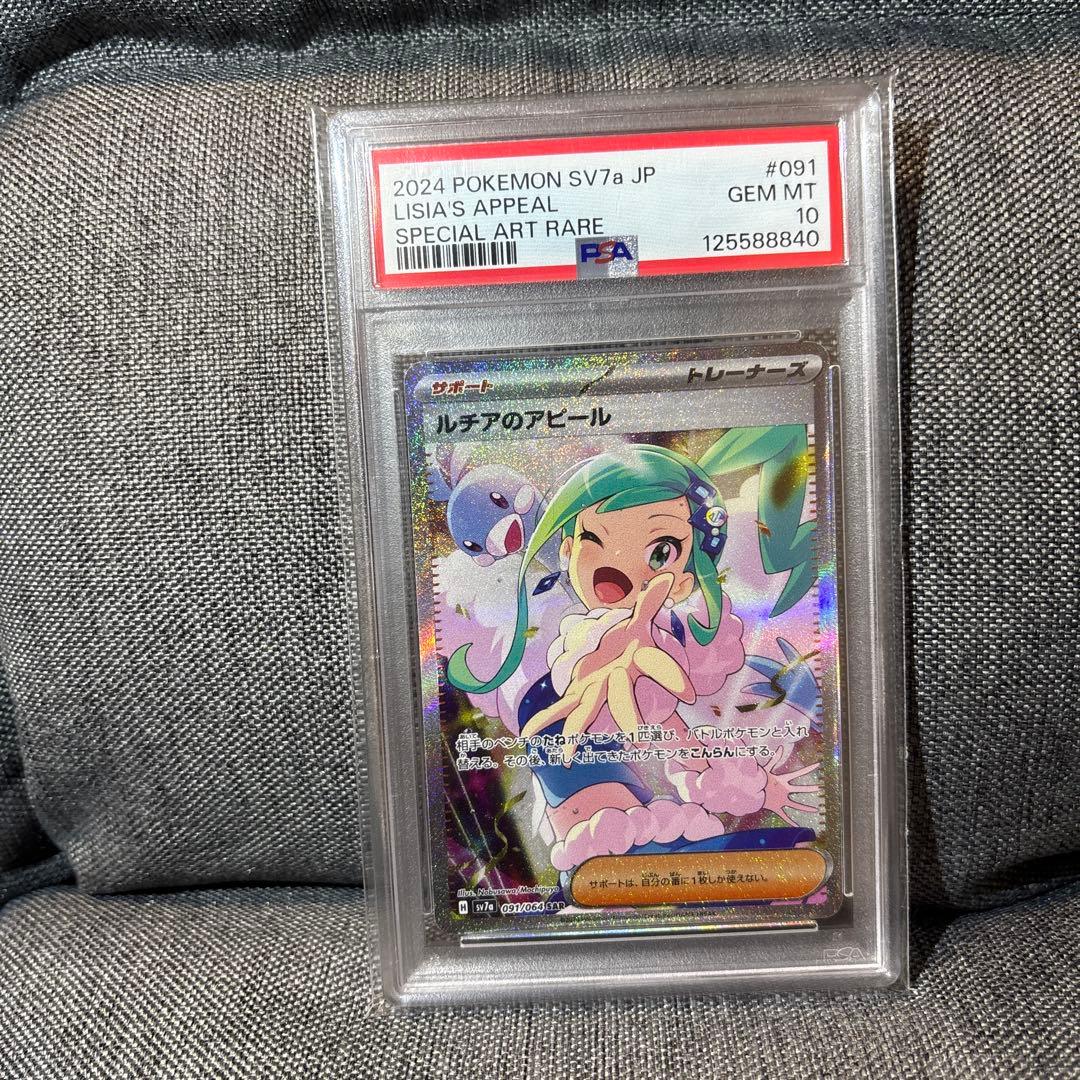 2024 POKEMON SV7a JP #091
LISIA'S APPEAL GEM MT
SPECIAL ART RARE 10
125588840
PSA
サポート トレーナーズ
ルチアのアピール
相手のベンチのたねポケモンを1匹選び、バトルポケモンと入れ
替える。その後、新しく出てきたポケモンをこんらんにする。
サポートは、自分の番に1枚しか使えない。
Illus. Nobusawa/Mochipuyo
H sv7a 091/064 SAR
PSA